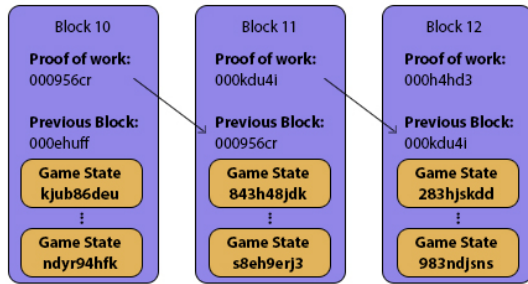 Block 10
Proof of work:
000956cr
Previous Block:
000ehuff
Game State
kjub86deu
Game State
ndyr94hfk
Block 11
Proof of work:
000kdu4i
Previous Block:
000956cr
Game State
843h48jdk
Game State
s8eh9erj3
Block 12
Proof of work:
000h4hd3
Previous Block:
000kdu4i
Game State
283hjskdd
Game State
983ndjsns